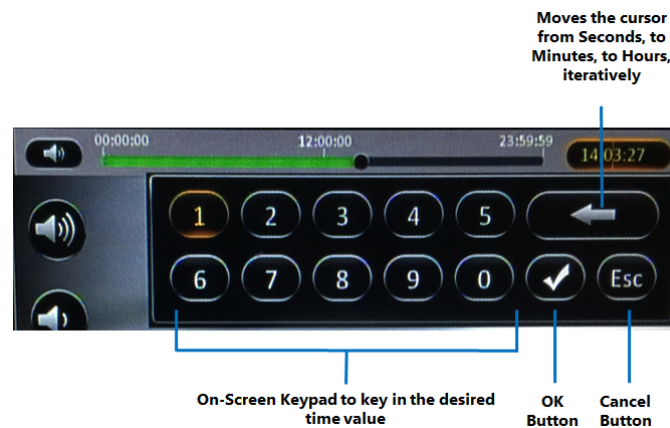 Moves the cursor
from Seconds, to
Minutes, to Hours,
iteratively
00:00:00 12:00:00 23:59:59
14:03:27
1 2 3 4 5
6 7 8 9 0 Esc
On-Screen Keypad to key in the desired
time value
OK
Button
Cancel
Button